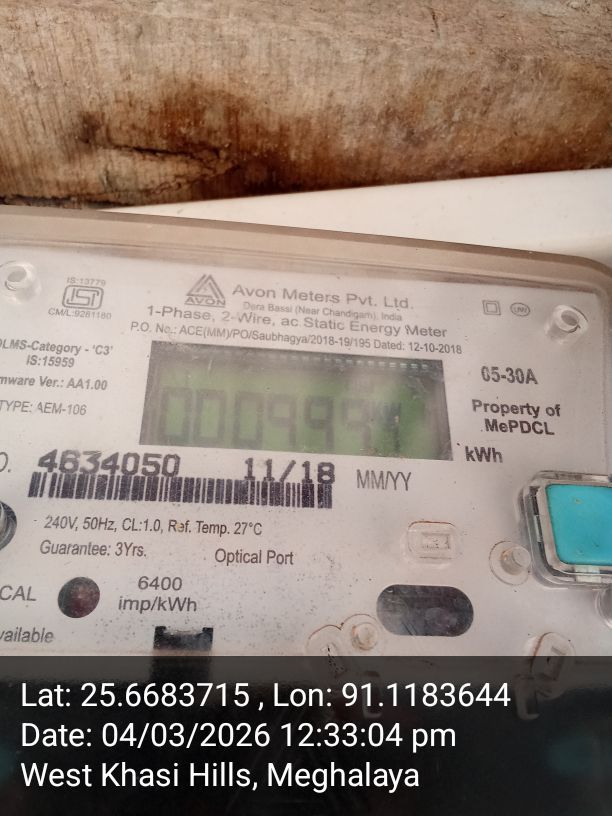 IS:13779
CM/L:9281180
AVON
Avon Meters Pvt. Ltd.
Dera Bassi (Near Chandigarh), India
1-Phase, 2-Wire, ac Static Energy Meter
P.O. No.: ACE(MM)/PO/Saubhagya/2018-19/195 Dated: 12-10-2018
DLMS-Category - 'C3'
IS:15959
mware Ver.: AA1.00
TYPE: AEM-106
05-30A
Property of
MePDCL
kWh
O. 4634050 11/18 MM/YY
240V, 50Hz, CL:1.0, Ref. Temp. 27°C
Guarantee: 3Yrs.
Optical Port
CAL
6400
imp/kWh
vailable
Lat: 25.6683715 , Lon: 91.1183644
Date: 04/03/2026 12:33:04 pm
West Khasi Hills, Meghalaya